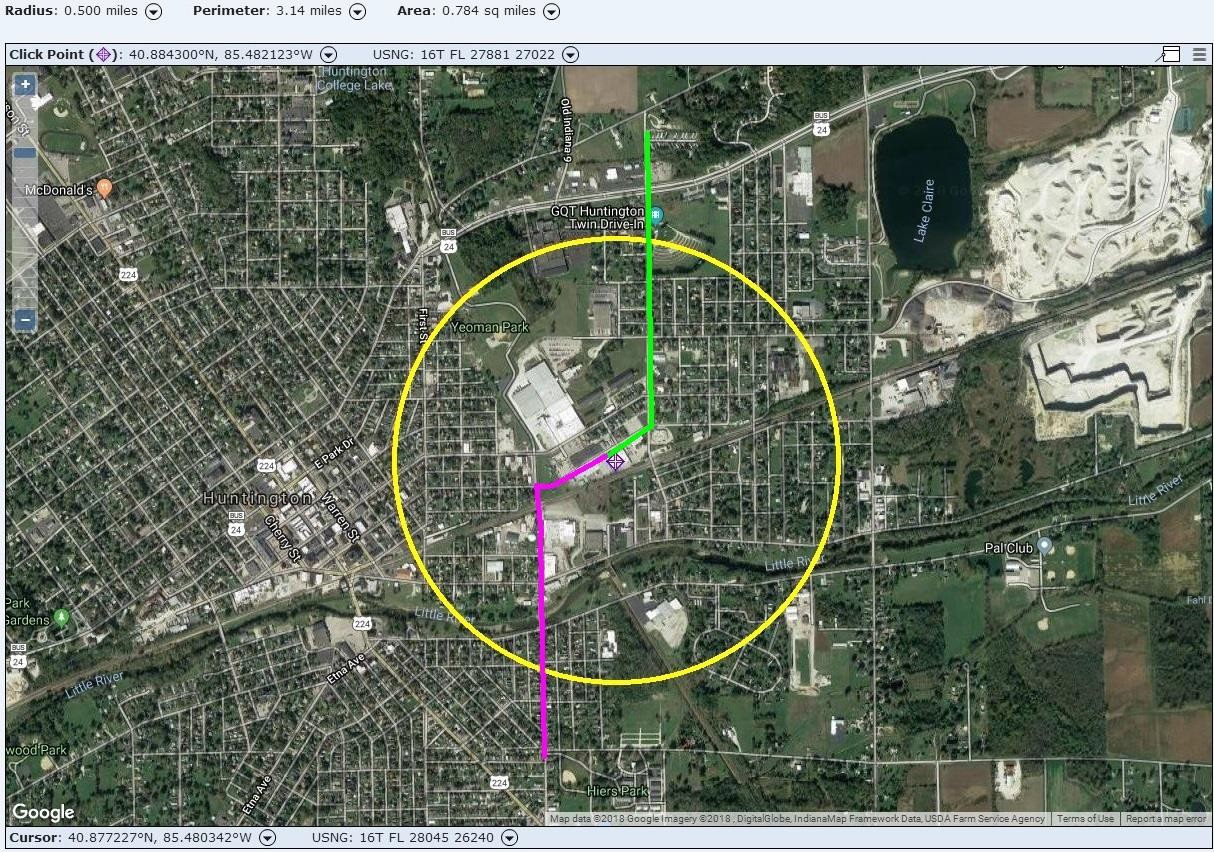 Radius: 0.500 miles Perimeter: 3.14 miles Area: 0.784 sq miles
Click Point ( ): 40.884300°N, 85.482123°W USNG: 16T FL 27881 27022
Huntington
College Lake
Old Indiana 9
BUS
24
McDonald's
Lake Claire
GQT Huntington
Twin Drive-In
BUS
24
224
First St
Yeoman Park
E Park Dr
224
Huntington
Warren St
BUS
24
Cherry St
Little River
Pal Club
Little River
Park
Gardens
Little R
224
Fahl
BUS
24
Etna Ave
Little River
wood Park
224
Etna Ave
Hiers Park
Google
Map data ©2018 Google Imagery ©2018 , DigitalGlobe, IndianaMap Framework Data, USDA Farm Service Agency Terms of Use Report a map error
Cursor: 40.877227°N, 85.480342°W USNG: 16T FL 28045 26240